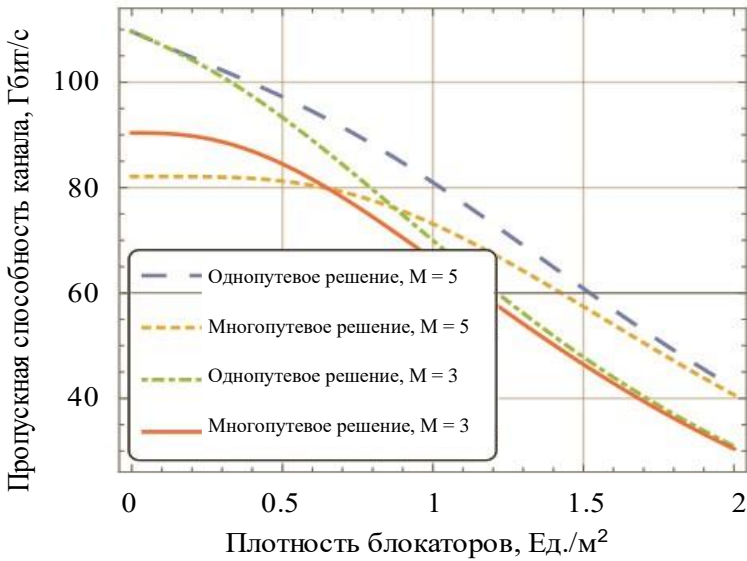 Пропускная способность канала, Гбит/с
100
80
60
40
Однопутевое решение, М = 5
Многопутевое решение, М = 5
Однопутевое решение, М = 3
Многопутевое решение, М = 3
0
0.5
1
1.5
2
Плотность блокаторов, Ед./м²